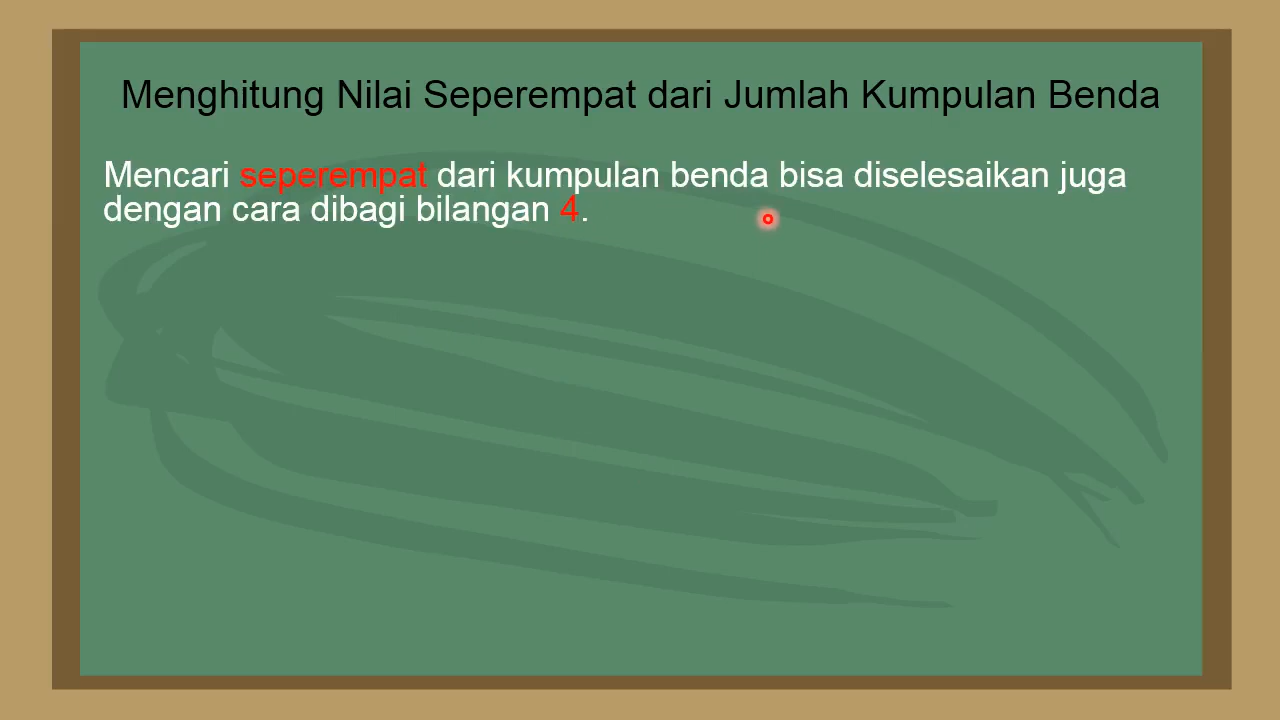 Menghitung Nilai Seperempat dari Jumlah Kumpulan Benda
Mencari seperempat dari kumpulan benda bisa diselesaikan juga
dengan cara dibagi bilangan 4.